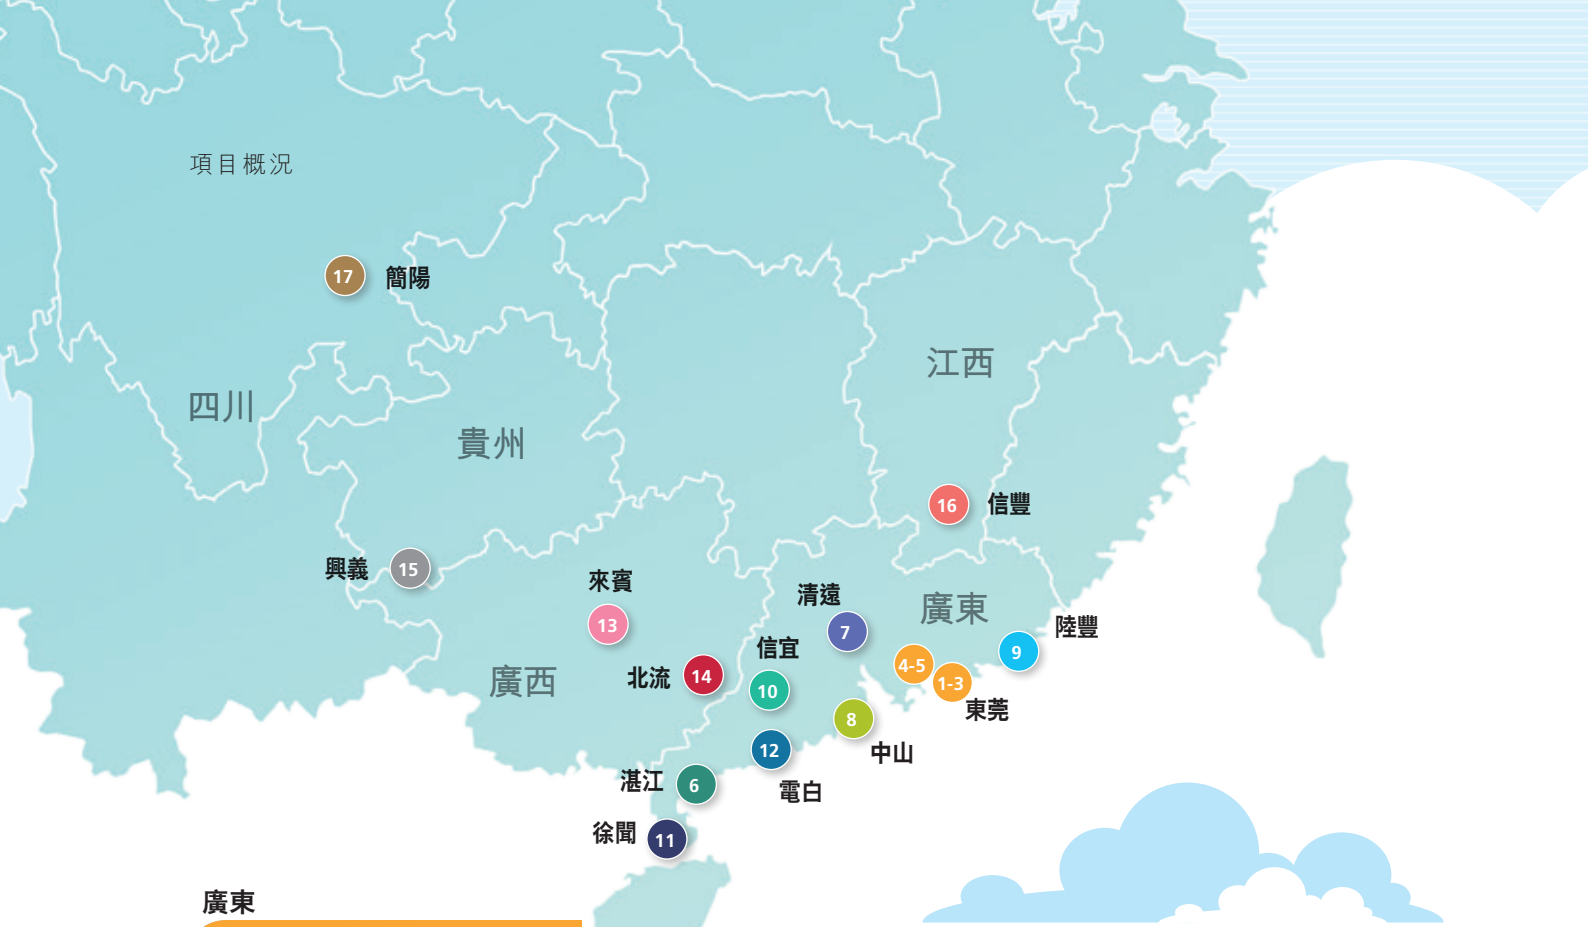 項目概況
17 簡陽
江西
四川
貴州
16 信豐
興義 15
來賓
13
清遠
7
廣東
陸豐
9
信宜
10
4-5
1-3
東莞
北流 14
廣西
8
中山
12
電白
湛江 6
徐聞 11
廣東